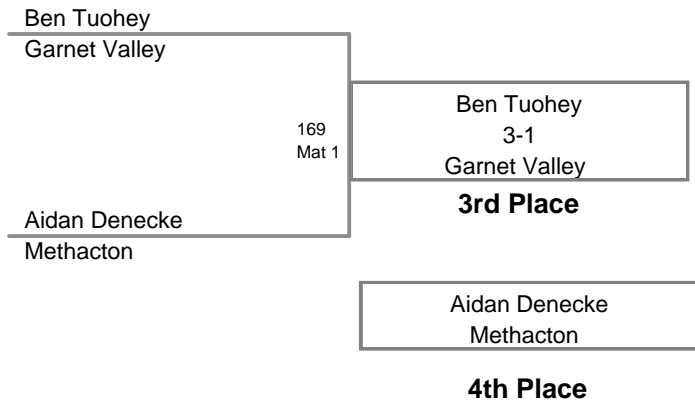 Ben Tuohey
Garnet Valley
169
Mat 1
Ben Tuohey
3-1
Garnet Valley
3rd Place
Aidan Denecke
Methacton
Aidan Denecke
Methacton
4th Place